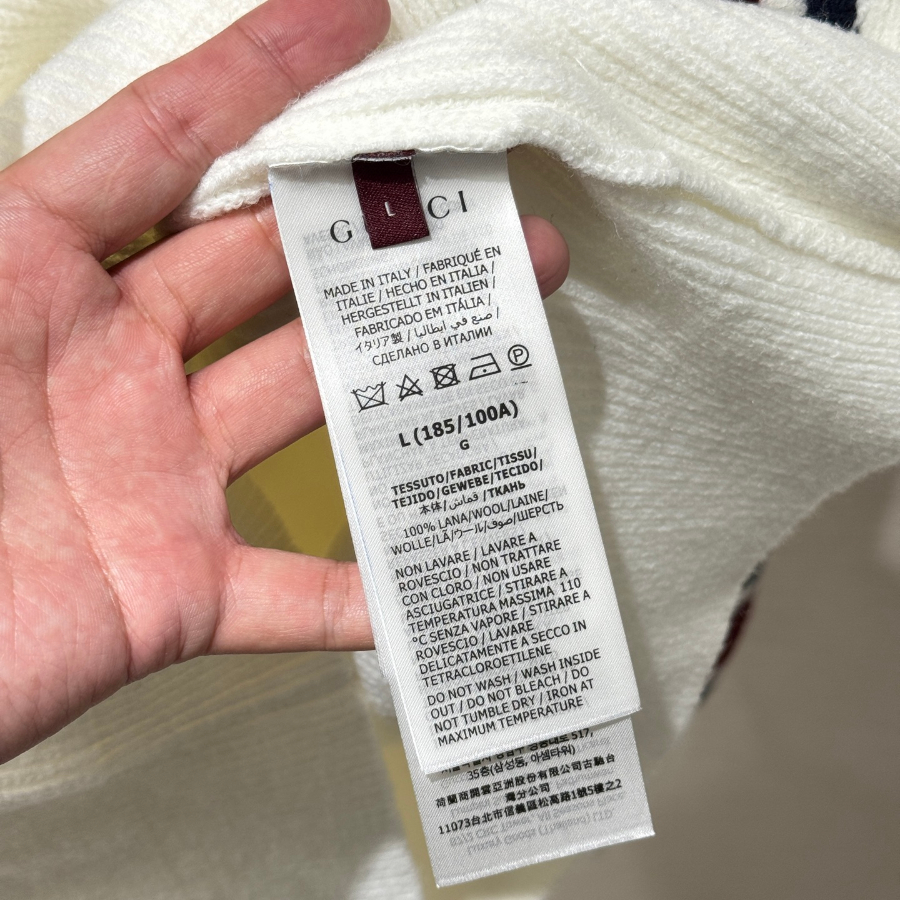 L
GUCCI
MADE IN ITALY / FABRIQUÉ EN
ITALIE / HECHO EN ITALIA /
HERGESTELLT IN ITALIEN /
FABRICADO EM ITÁLIA /
イタリア製 / صنع في ايطاليا /
СДЕЛАНО В ИТАЛИИ
P
L (185/100A)
G
TESSUTO/FABRIC/TISSU/
TEJIDO/GEWEBE/TECIDO/
本体/قماش/ТКАНЬ
100% LANA/WOOL/LAINE/
WOLLE/LÃ/ウール/صوف/ШЕРСТЬ
NON LAVARE / LAVARE A
ROVESCIO / NON TRATTARE
CON CLORO / NON USARE
ASCIUGATRICE / STIRARE A
TEMPERATURA MASSIMA 110
°C SENZA VAPORE / STIRARE A
ROVESCIO / LAVARE
DELICATAMENTE A SECCO IN
TETRACLOROETILENE
DO NOT WASH / WASH INSIDE
OUT / DO NOT BLEACH / DO
NOT TUMBLE DRY / IRON AT
MAXIMUM TEMPERATURE
517,
35층(삼성동, 아셈타워)
荷蘭商開雲亞洲股份有限公司古馳台
灣分公司
11073台北市信義區松高路1號5樓之2